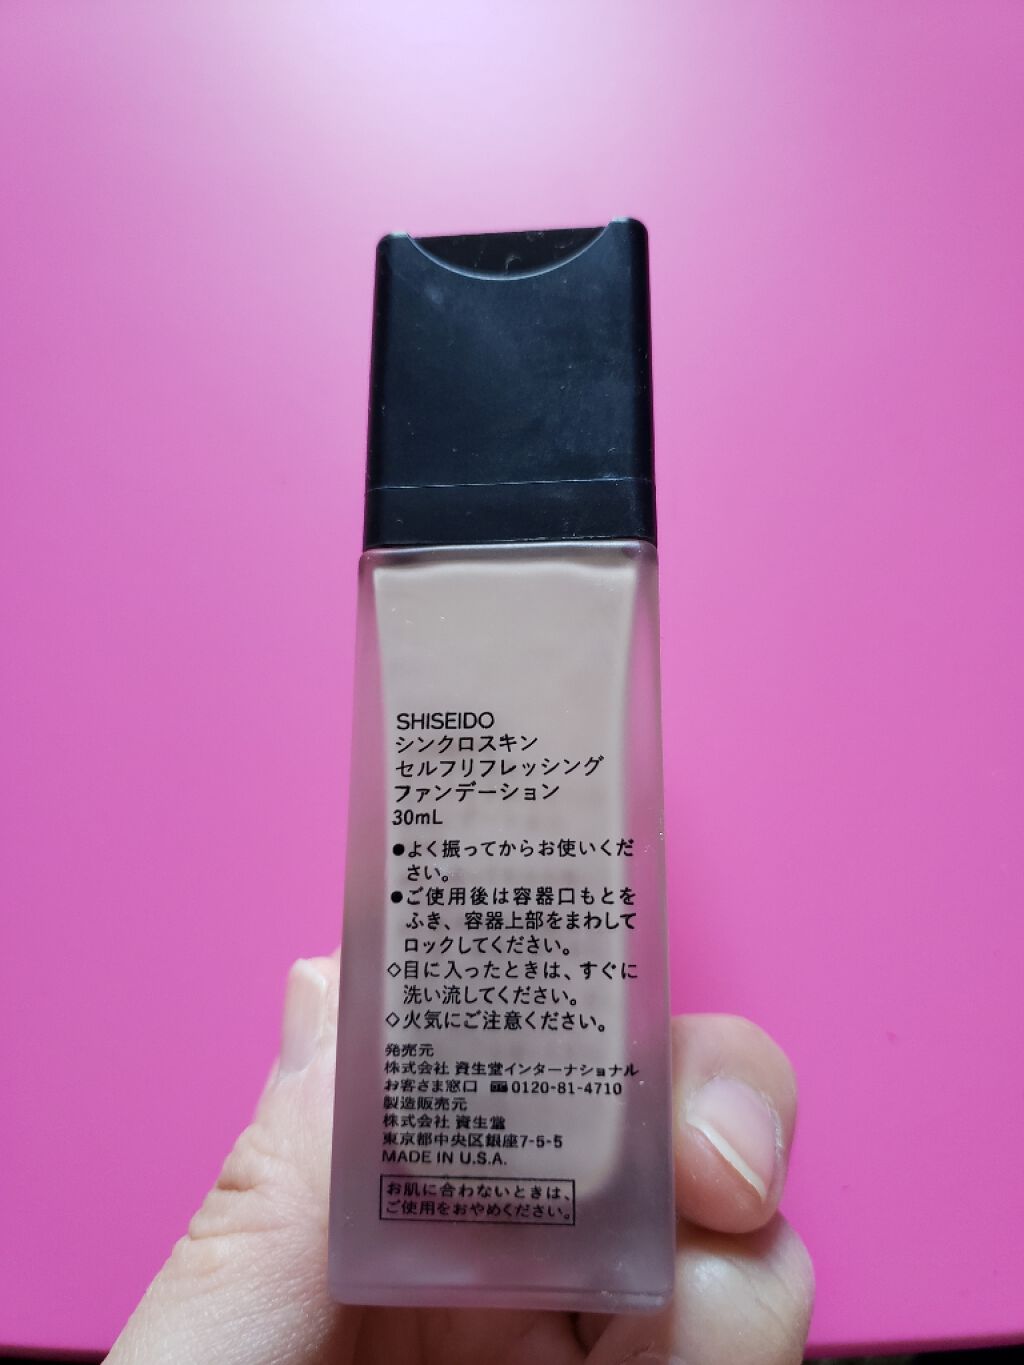 SHISEIDO
シンクロスキン
セルフリフレッシング
ファンデーション
30mL
●よく振ってからお使いくだ
さい。
●ご使用後は容器口もとを
ふき、容器上部をまわして
ロックしてください。
◇目に入ったときは、すぐに
洗い流してください。
◇火気にご注意ください。
発売元
株式会社 資生堂インターナショナル
お客さま窓口 0120-81-4710
製造販売元
株式会社 資生堂
東京都中央区銀座7-5-5
MADE IN U.S.A.
お肌に合わないときは、
ご使用をおやめください。